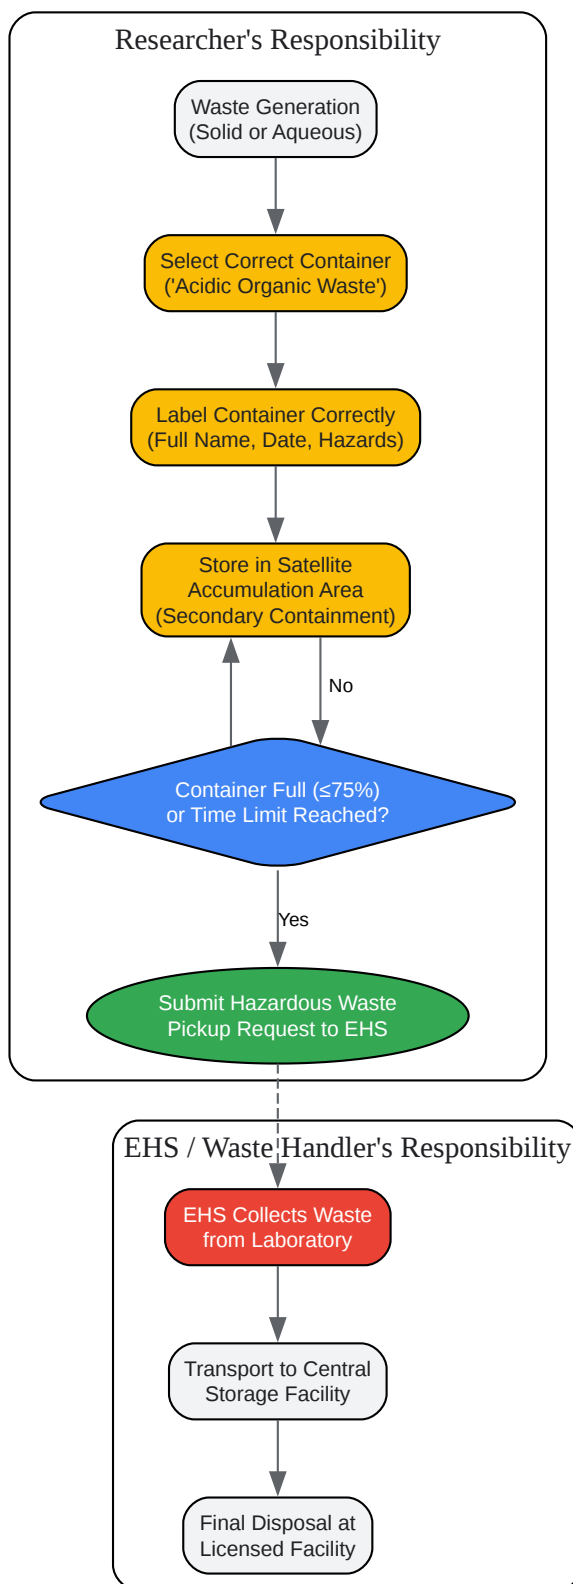 Researcher's Responsibility
Waste Generation
(Solid or Aqueous)
Select Correct Container
('Acidic Organic Waste')
Label Container Correctly
(Full Name, Date, Hazards)
Store in Satellite
Accumulation Area
(Secondary Containment)
No
Container Full (≤75%)
or Time Limit Reached?
Yes
Submit Hazardous Waste
Pickup Request to EHS
EHS / Waste Handler's Responsibility
EHS Collects Waste
from Laboratory
Transport to Central
Storage Facility
Final Disposal at
Licensed Facility